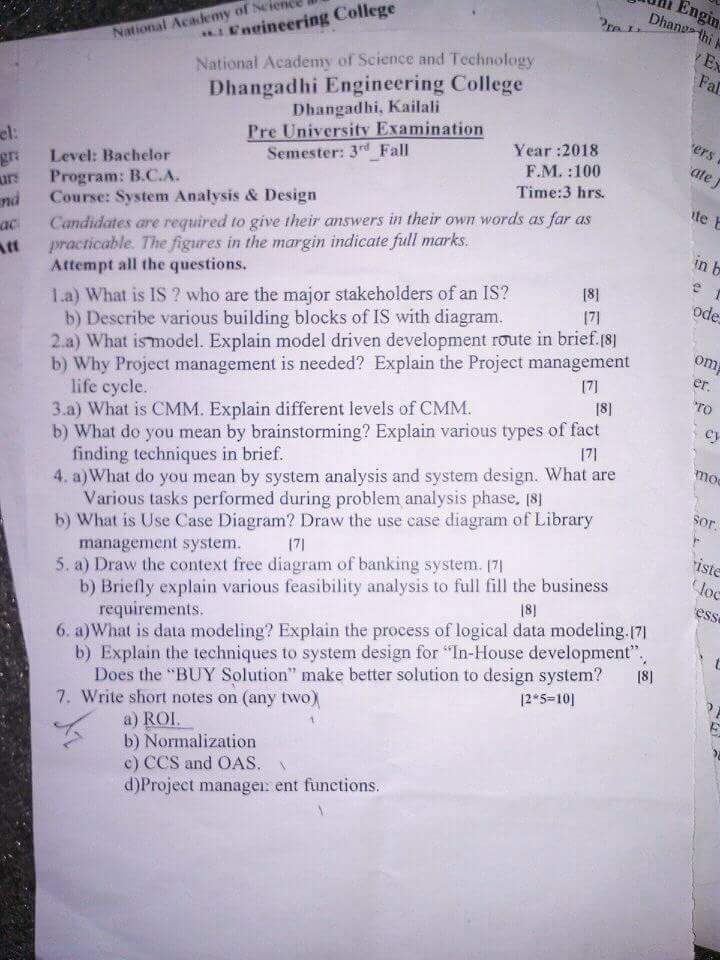 National Academy of Science
Engineering College
National Academy of Science and Technology
Dhangadhi Engineering College
Dhangadhi, Kailali
Pre University Examination
Level: Bachelor Semester: 3rd_Fall Year :2018
Program: B.C.A. F.M. :100
Course: System Analysis & Design Time:3 hrs.
Candidates are required to give their answers in their own words as far as
practicable. The figures in the margin indicate full marks.
Attempt all the questions.
1.a) What is IS ? who are the major stakeholders of an IS? [8]
b) Describe various building blocks of IS with diagram. [7]
2.a) What is model. Explain model driven development route in brief.[8]
b) Why Project management is needed? Explain the Project management
life cycle. [7]
3.a) What is CMM. Explain different levels of CMM. [8]
b) What do you mean by brainstorming? Explain various types of fact
finding techniques in brief. [7]
4. a)What do you mean by system analysis and system design. What are
Various tasks performed during problem analysis phase. [8]
b) What is Use Case Diagram? Draw the use case diagram of Library
management system. [7]
5. a) Draw the context free diagram of banking system. [7]
b) Briefly explain various feasibility analysis to full fill the business
requirements. [8]
6. a)What is data modeling? Explain the process of logical data modeling.[7]
b) Explain the techniques to system design for “In-House development”.
Does the “BUY Solution” make better solution to design system? [8]
7. Write short notes on (any two) [2*5=10]
a) ROI.
b) Normalization
c) CCS and OAS.
d)Project manager: ent functions.